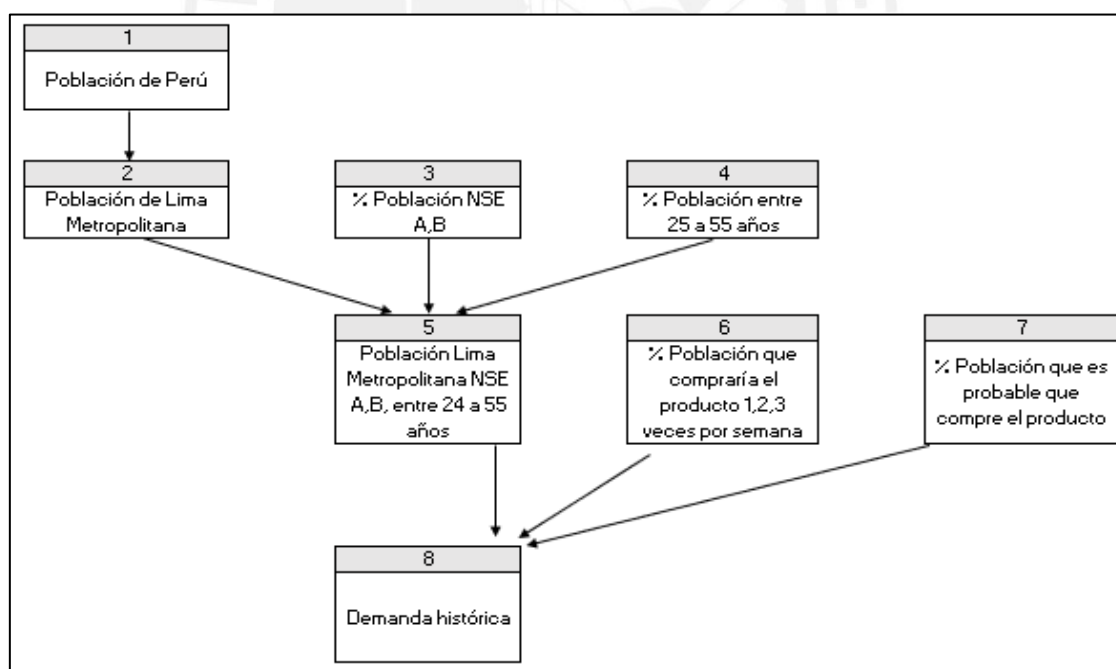 1
Población de Perú
2
Población de Lima
Metropolitana
3
% Población NSE
A,B
4
% Población entre
25 a 55 años
5
Población Lima
Metropolitana NSE
A,B, entre 24 a 55
años
6
% Población que
compraría el
producto 1,2,3
veces por semana
7
% Población que es
probable que
compre el producto
8
Demanda histórica